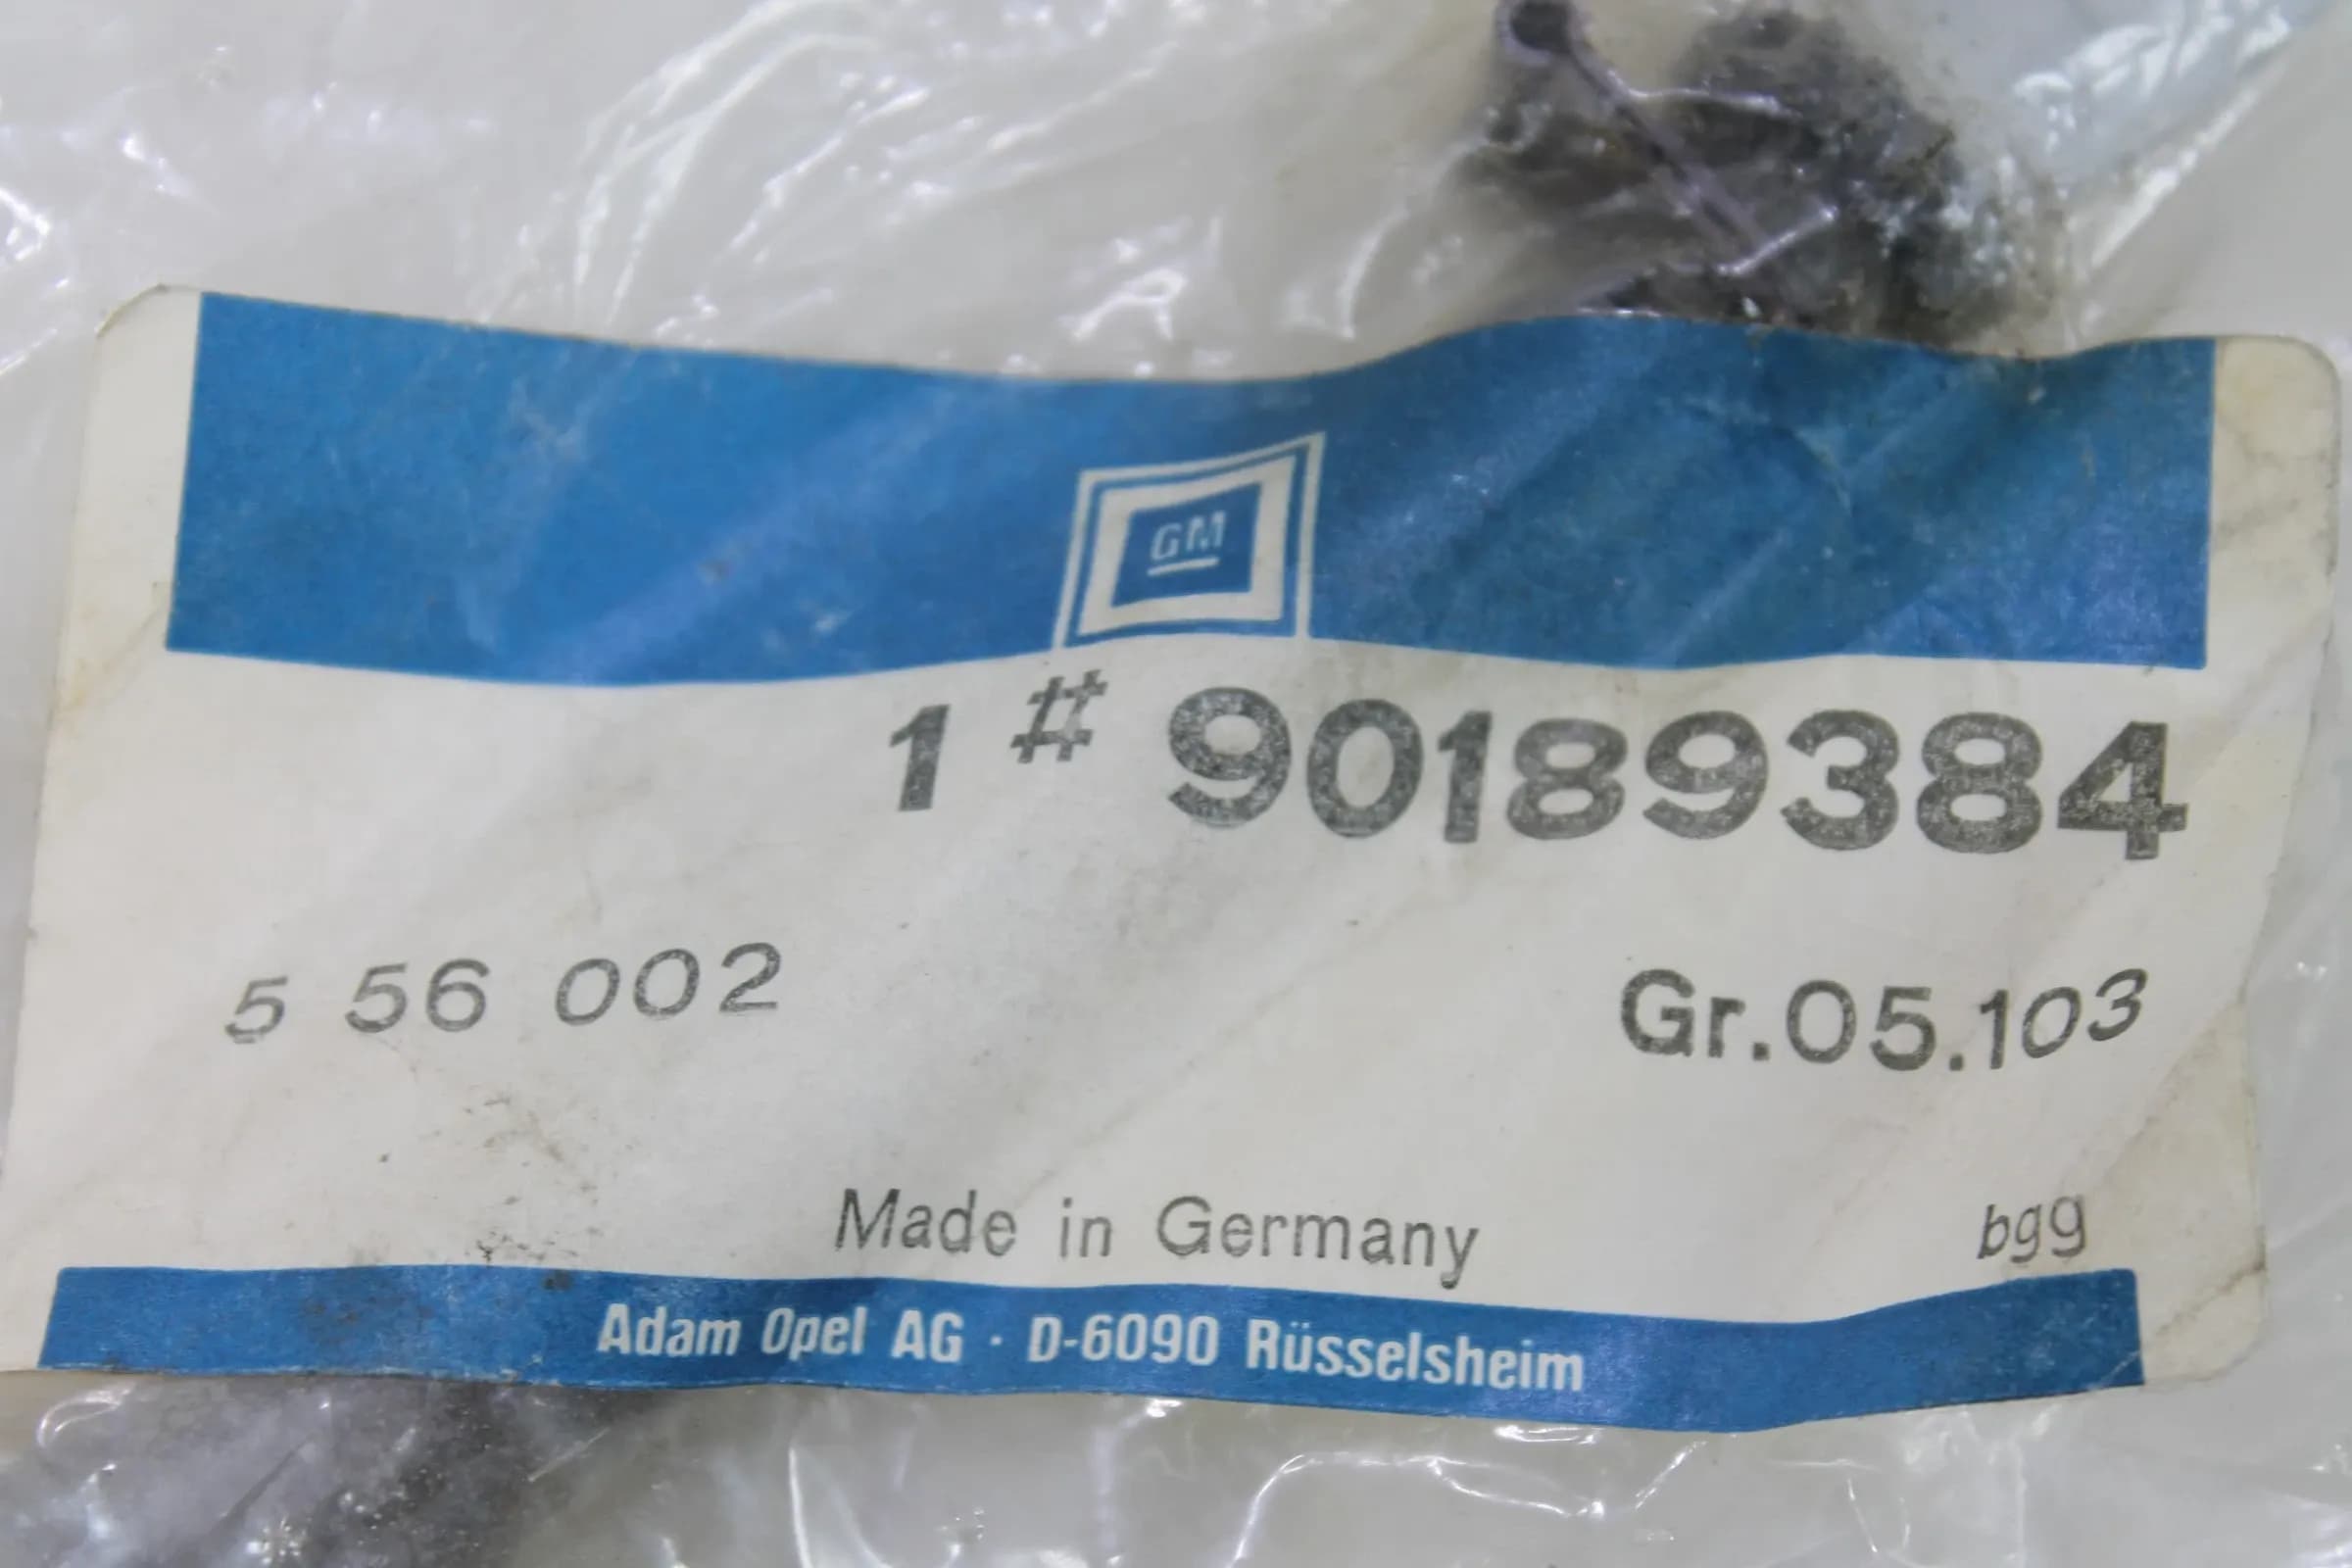 GM
1 # 90189384
5 56 002 Gr.05.103
Made in Germany bgg
Adam Opel AG · D-6090 Rüsselsheim